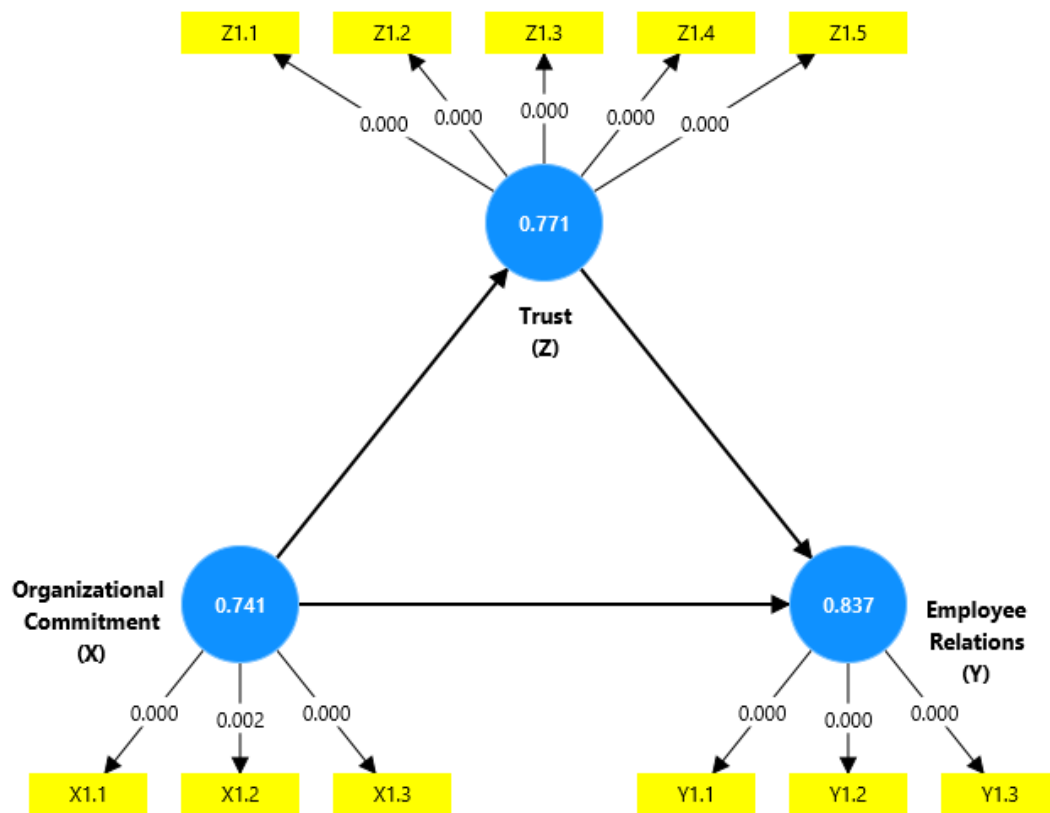 Z1.1 Z1.2 Z1.3 Z1.4 Z1.5
0.000 0.000 0.000 0.000 0.000
0.771
Trust
(Z)
Organizational
Commitment
(X)
0.741
0.837
Employee
Relations
(Y)
0.000 0.002 0.000 0.000 0.000 0.000
X1.1 X1.2 X1.3 Y1.1 Y1.2 Y1.3